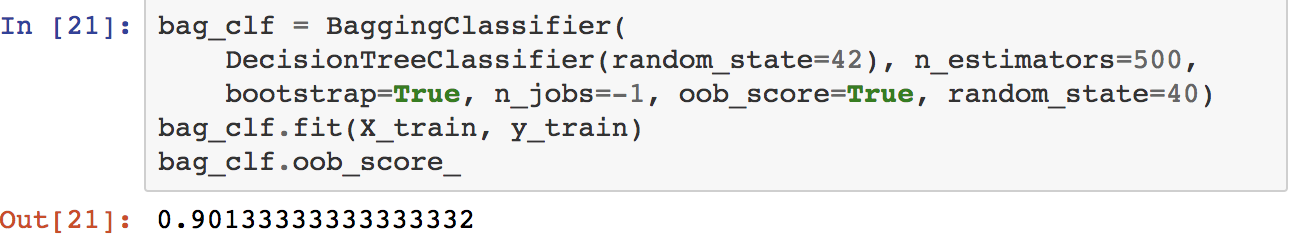 In [21]: bag_clf = BaggingClassifier(
DecisionTreeClassifier(random_state=42), n_estimators=500,
bootstrap=True, n_jobs=-1, oob_score=True, random_state=40)
bag_clf.fit(X_train, y_train)
bag_clf.oob_score_
Out[21]: 0.90133333333333332